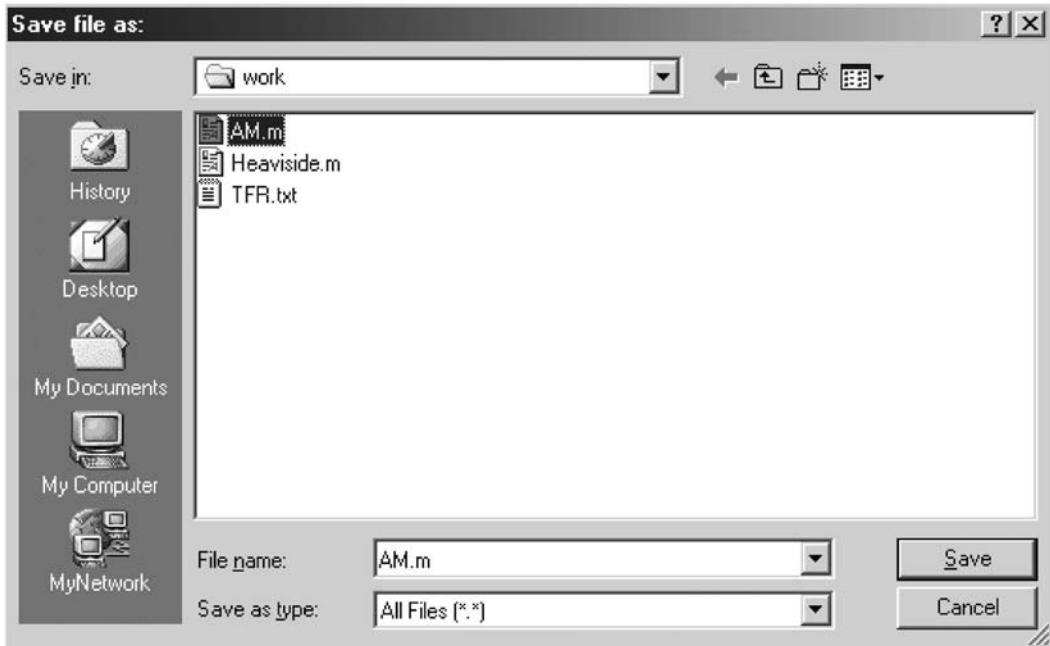 Save file as:
Save in:
work
History
Desktop
My Documents
My Computer
MyNetwork
AM.m
Heaviside.m
TFR.txt
File name:
AM.m
Save
Save as type:
All Files (*.*)
Cancel